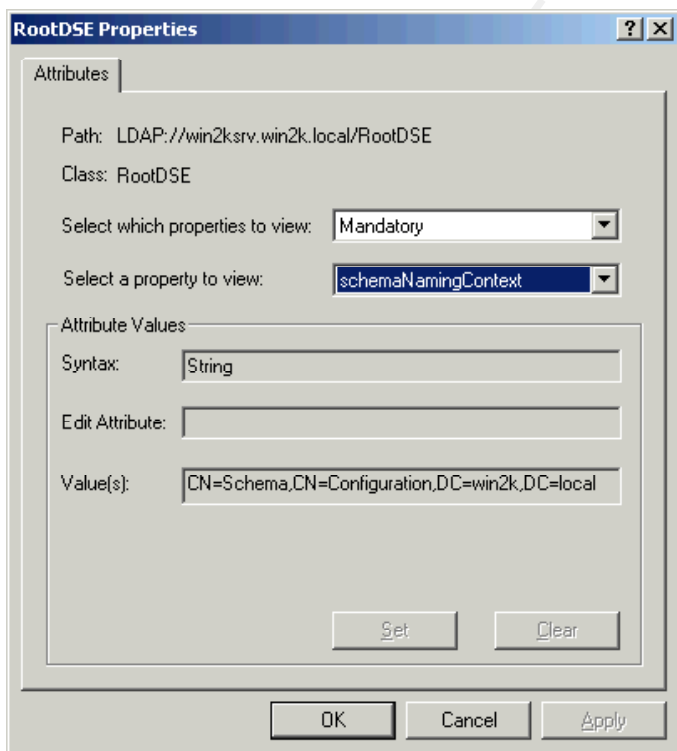 RootDSE Properties
Attributes
Path: LDAP://win2ksrv.win2k.local/RootDSE
Class: RootDSE
Select which properties to view: Mandatory
Select a property to view: schemaNamingContext
Attribute Values
Syntax: String
Edit Attribute:
Value(s): CN=Schema,CN=Configuration,DC=win2k,DC=local
Set Clear
OK Cancel Apply